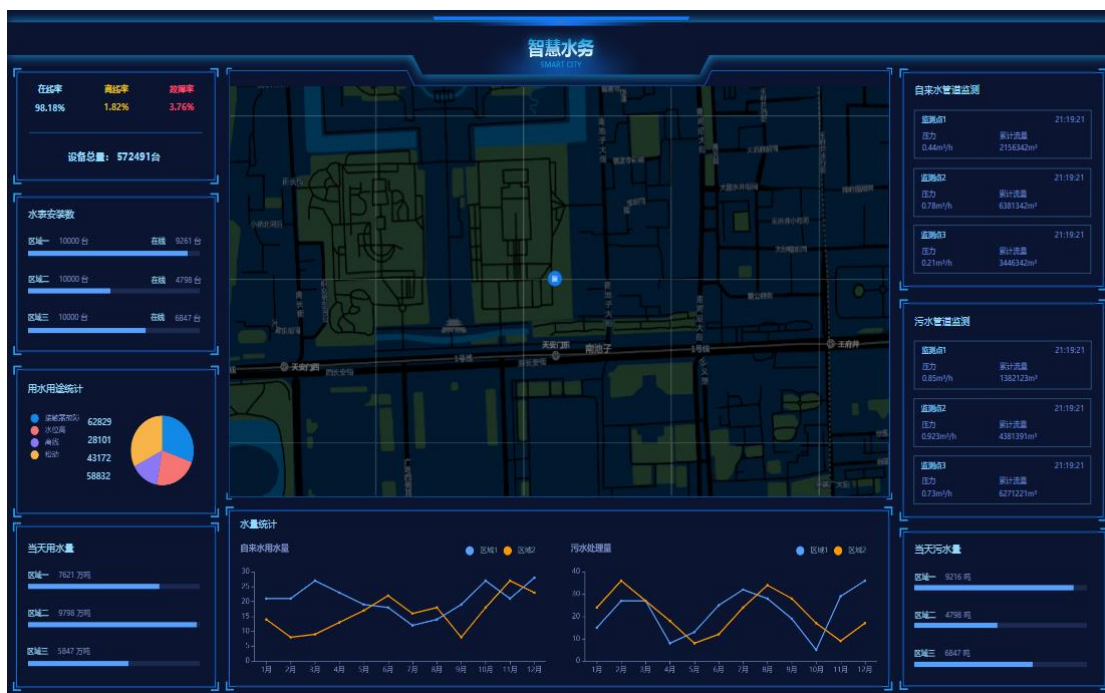 智慧水务
SMART CITY
在线率 离线率 故障率
98.18% 1.82% 3.76%
设备总量： 572491台
水表安装数
区域一 10000 台 在线 9261 台
区域二 10000 台 在线 4798 台
区域三 10000 台 在线 6847 台
用水用途统计
62829
水位高 28101
离线 43172
松动
58832
当天用水量
区域一 7621 万吨
区域二 9798 万吨
区域三 5847 万吨
南池子大街
天安门西
1号线
天安门东
南池子
1号线
王府井
水量统计
自来水用水量 区域1 区域2
30
25
20
15
10
5
0
1月 2月 3月 4月 5月 6月 7月 8月 9月 10月 11月 12月
污水处理量 区域1 区域2
40
30
20
10
0
1月 2月 3月 4月 5月 6月 7月 8月 9月 10月 11月 12月
自来水管道监测
监测点1 21:19:21
压力 累计流量
0.44m³/h 2156342m³
监测点2 21:19:21
压力 累计流量
0.78m³/h 6381342m³
监测点3 21:19:21
压力 累计流量
0.21m³/h 3446342m³
污水管道监测
监测点1 21:19:21
压力 累计流量
0.85m³/h 1382123m³
监测点2 21:19:21
压力 累计流量
0.923m³/h 4381391m³
监测点3 21:19:21
压力 累计流量
0.73m³/h 6271221m³
当天污水量
区域一 9216 吨
区域二 4798 吨
区域三 6847 吨